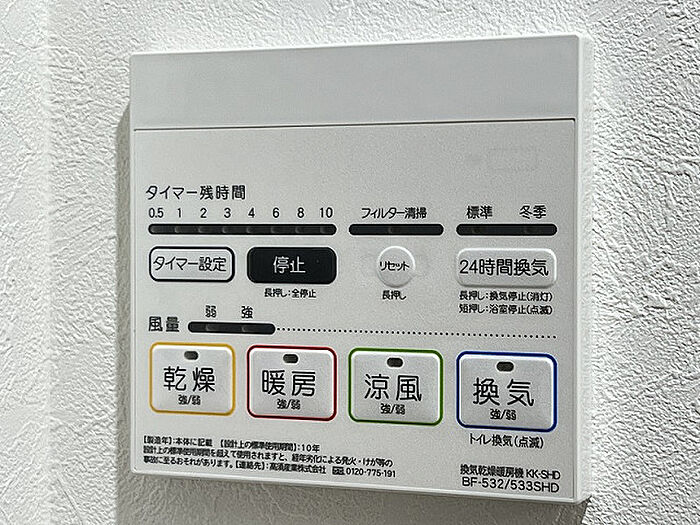 タイマー残時間
0.5 1 2 3 4 6 8 10
フィルター清掃
標準 冬季
タイマー設定
停止
リセット
24時間換気
長押し:全停止
長押し
長押し:換気停止(消灯)
短押し:浴室停止(点滅)
風量
弱 強
乾燥
強/弱
暖房
強/弱
涼風
強/弱
換気
強/弱
トイレ換気(点滅)
【製造年】:本体に記載 【設計上の標準使用期間】:10年
設計上の標準使用期間を超えて使用されますと、経年劣化による発火・けが等の
事故に至るおそれがあります。【連絡先】:高須産業株式会社 0120-775-191
換気乾燥暖房機 KK-SHD
BF-532/533SHD